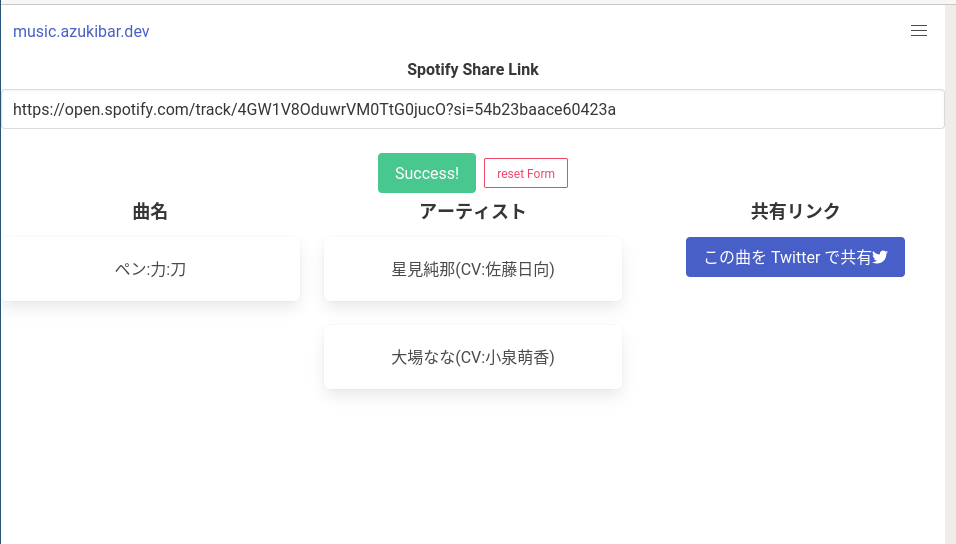 music.azukibar.dev
Spotify Share Link
https://open.spotify.com/track/4GW1V8OduwrVM0TtG0jucO?si=54b23baace60423a
Success!
reset Form
曲名
ペン:力:刀
アーティスト
星見純那(CV:佐藤日向)
大場なな(CV:小泉萌香)
共有リンク
この曲を Twitter で共有